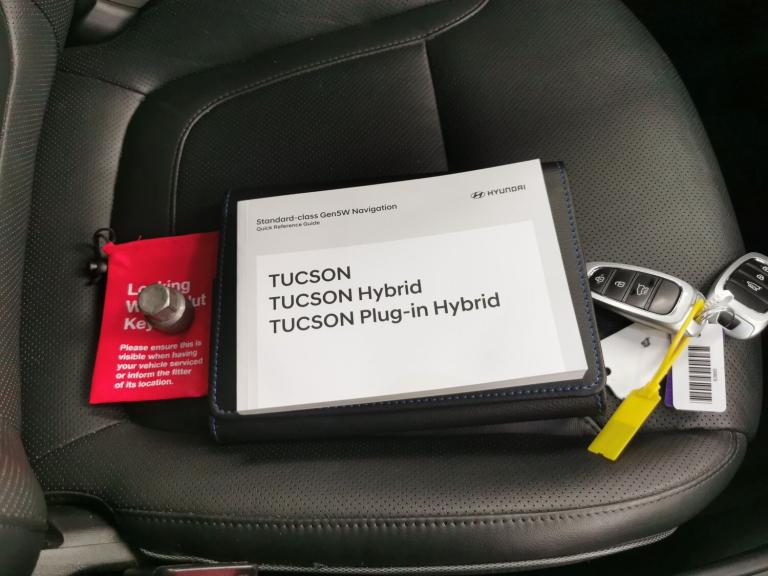 Standard-class Gen5W Navigation
Quick Reference Guide
HYUNDAI
TUCSON
TUCSON Hybrid
TUCSON Plug-in Hybrid
Locking
Key
Please ensure this is
visible when having
your vehicle serviced
or inform the fitter
of its location.